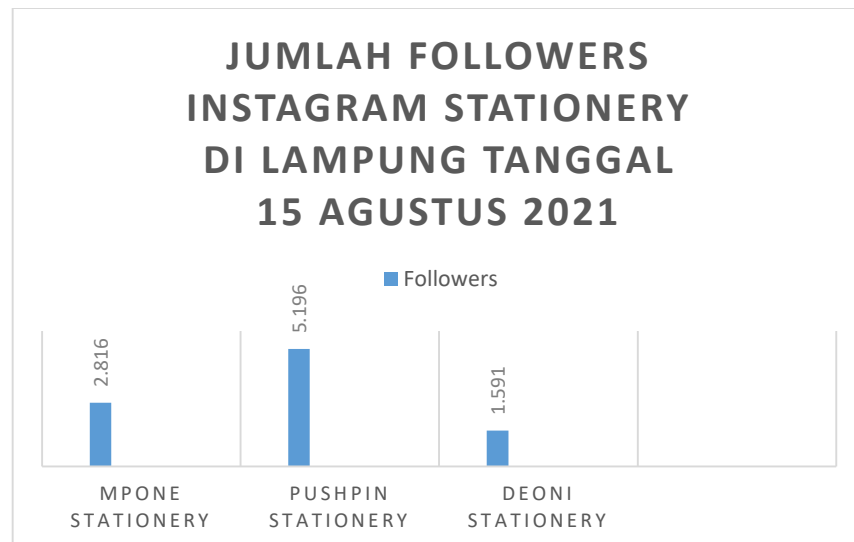 JUMLAH FOLLOWERS
INSTAGRAM STATIONERY
DI LAMPUNG TANGGAL
15 AGUSTUS 2021
Followers
2.816
5.196
1.591
MPONE
STATIONERY
PUSHPIN
STATIONERY
DEONI
STATIONERY